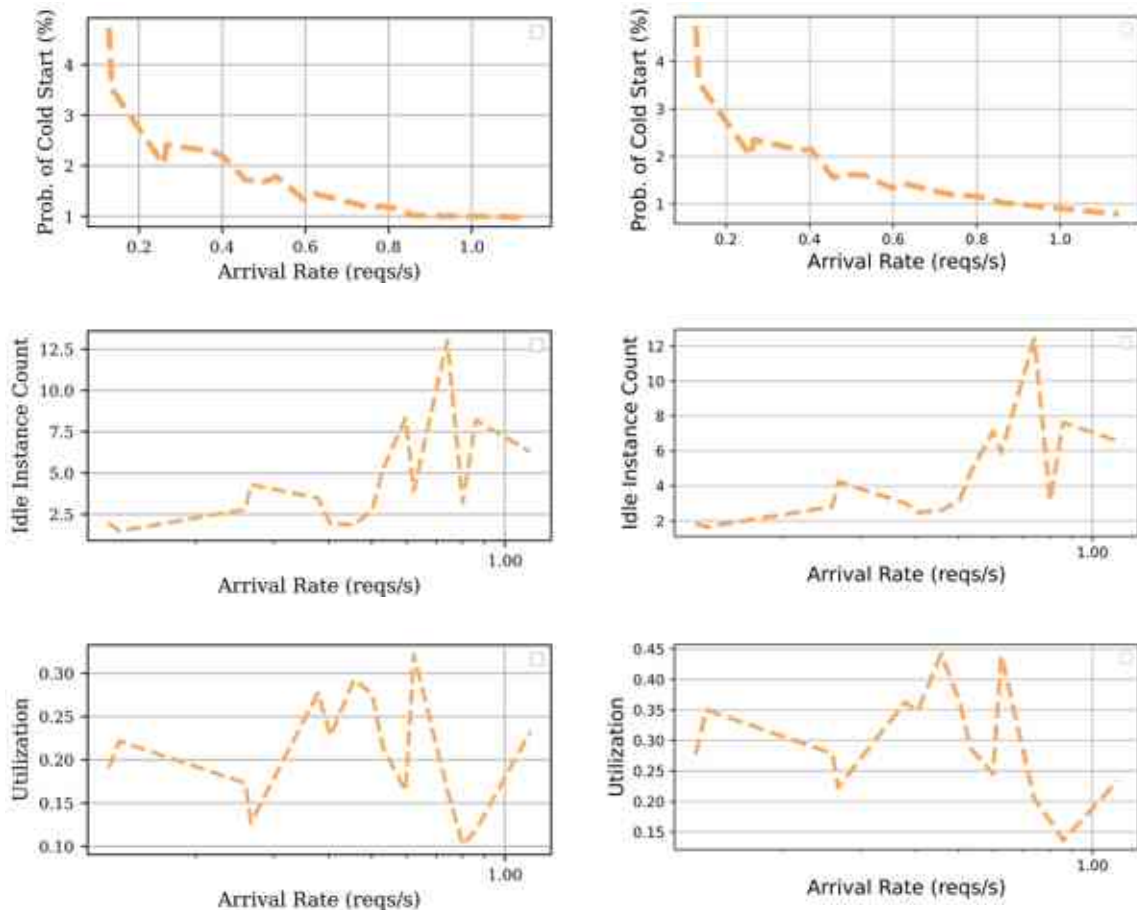 Prob. of Cold Start (%)
4
3
2
1
0.2 0.4 0.6 0.8 1.0
Arrival Rate (reqs/s)
Prob. of Cold Start (%)
4
3
2
1
0.2 0.4 0.6 0.8 1.0
Arrival Rate (reqs/s)
Idle Instance Count
12.5
10.0
7.5
5.0
2.5
1.00
Arrival Rate (reqs/s)
Idle Instance Count
12
10
8
6
4
2
1.00
Arrival Rate (reqs/s)
Utilization
0.30
0.25
0.20
0.15
0.10
1.00
Arrival Rate (reqs/s)
Utilization
0.45
0.40
0.35
0.30
0.25
0.20
0.15
1.00
Arrival Rate (reqs/s)